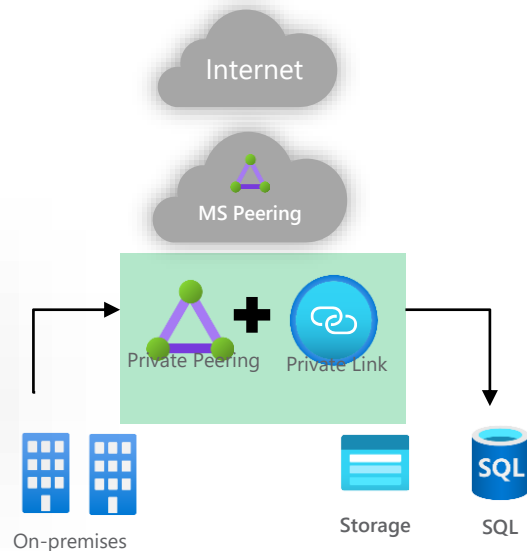 Internet
MS Peering
Private Peering
Private Link
SQL
On-premises
Storage
SQL